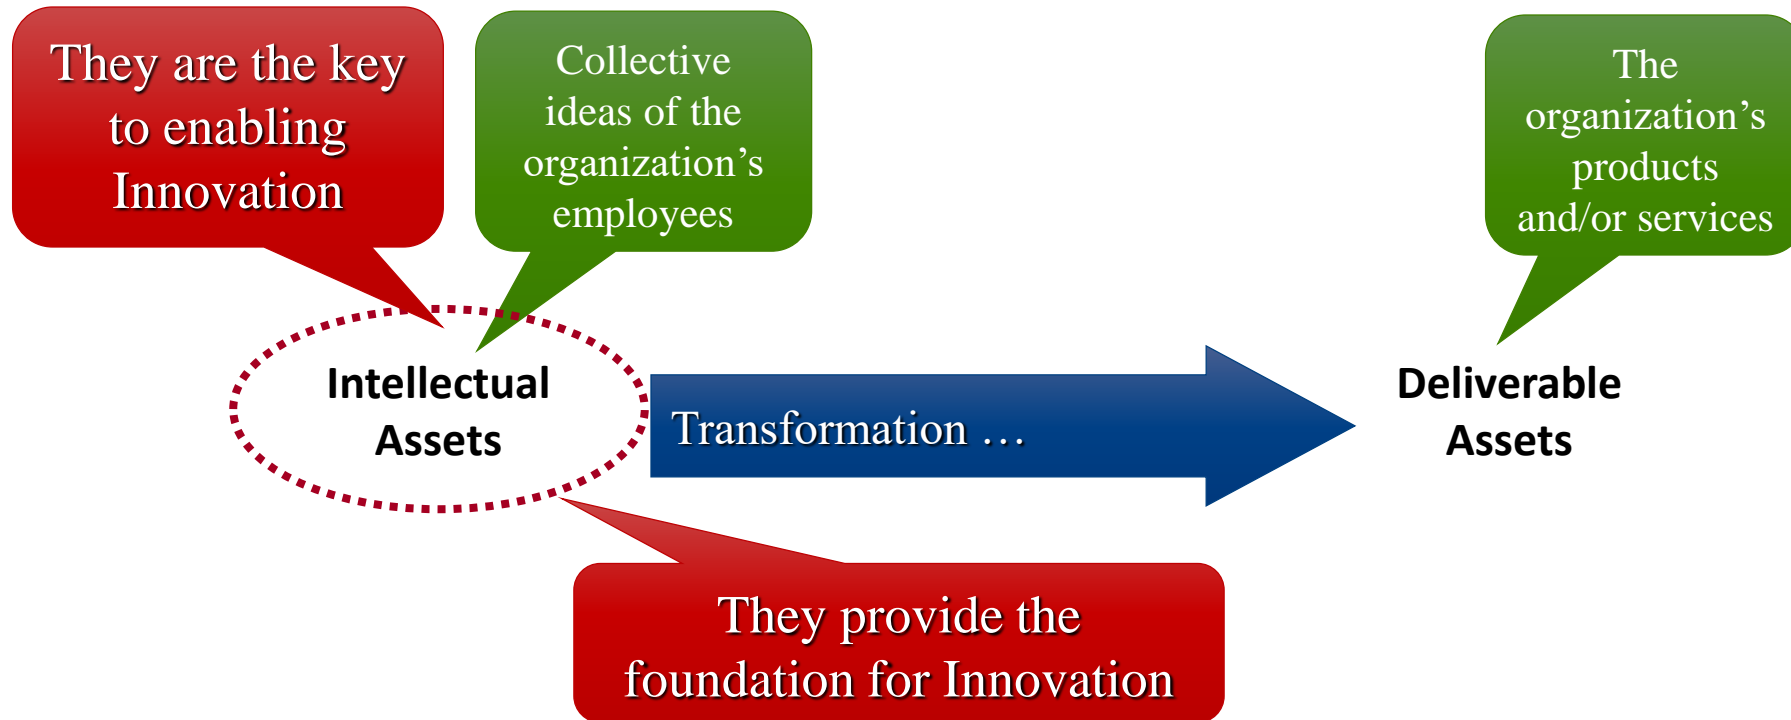 They are the key
to enabling
Innovation
Collective
ideas of the
organization’s
employees
The
organization’s
products
and/or services
Intellectual
Assets
Transformation …
Deliverable
Assets
They provide the
foundation for Innovation